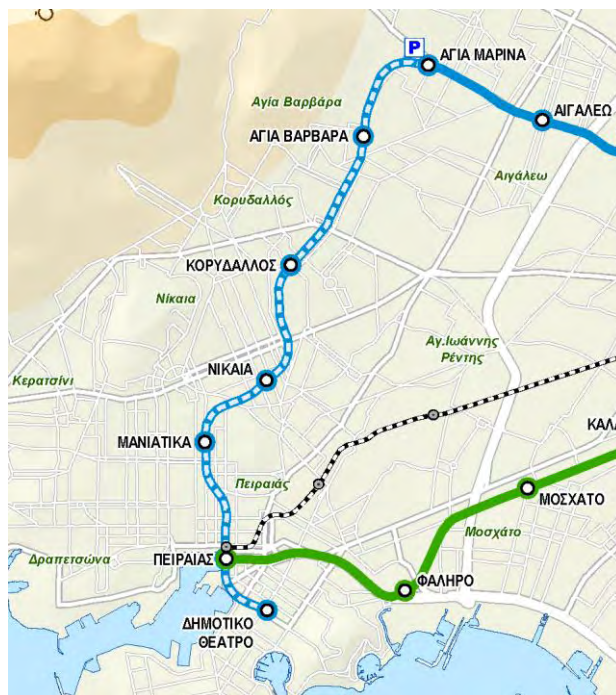 P
ΑΓΙΑ ΜΑΡΙΝΑ
Αγία Βαρβάρα
ΑΙΓΑΛΕΩ
ΑΓΙΑ ΒΑΡΒΑΡΑ
Αιγάλεω
Κορυδαλλός
ΚΟΡΥΔΑΛΛΟΣ
Νίκαια
Αγ.Ιωάννης
Ρέντης
ΝΙΚΑΙΑ
Κερατσίνι
ΚΑΛΛ
ΜΑΝΙΑΤΙΚΑ
Πειραιάς
ΜΟΣΧΑΤΟ
Μοσχάτο
Δραπετσώνα
ΠΕΙΡΑΙΑΣ
ΦΑΛΗΡΟ
ΔΗΜΟΤΙΚΟ
ΘΕΑΤΡΟ